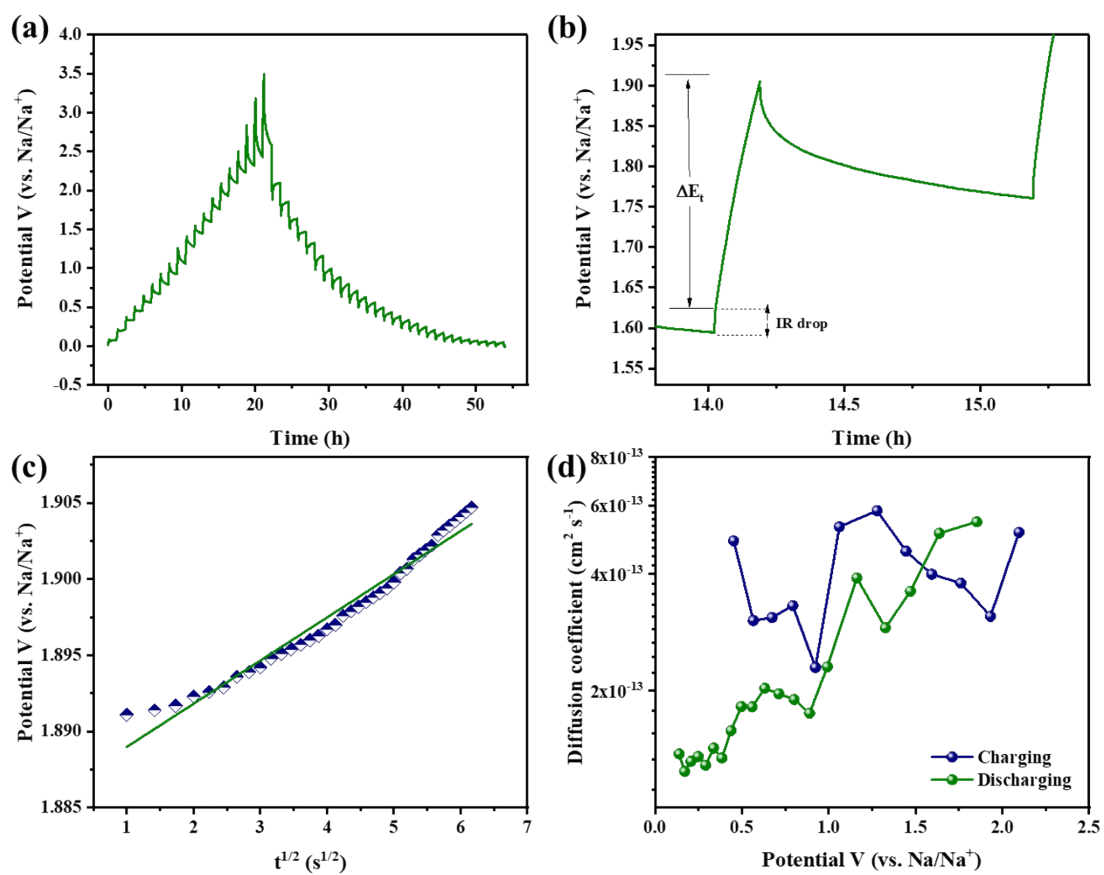 (a)
4.0
3.5
3.0
2.5
2.0
1.5
1.0
0.5
0.0
-0.5
Potential V (vs. Na/Na⁺)
0 10 20 30 40 50
Time (h)
(b)
1.95
1.90
1.85
1.80
1.75
1.70
1.65
1.60
1.55
Potential V (vs. Na/Na⁺)
ΔEₜ
IR drop
14.0 14.5 15.0
Time (h)
(c)
1.905
1.900
1.895
1.890
1.885
Potential V (vs. Na/Na⁺)
1 2 3 4 5 6 7
t¹/² (s¹/²)
(d)
8x10⁻¹³
6x10⁻¹³
4x10⁻¹³
2x10⁻¹³
Diffusion coefficient (cm² s⁻¹)
Charging
Discharging
0.0 0.5 1.0 1.5 2.0 2.5
Potential V (vs. Na/Na⁺)